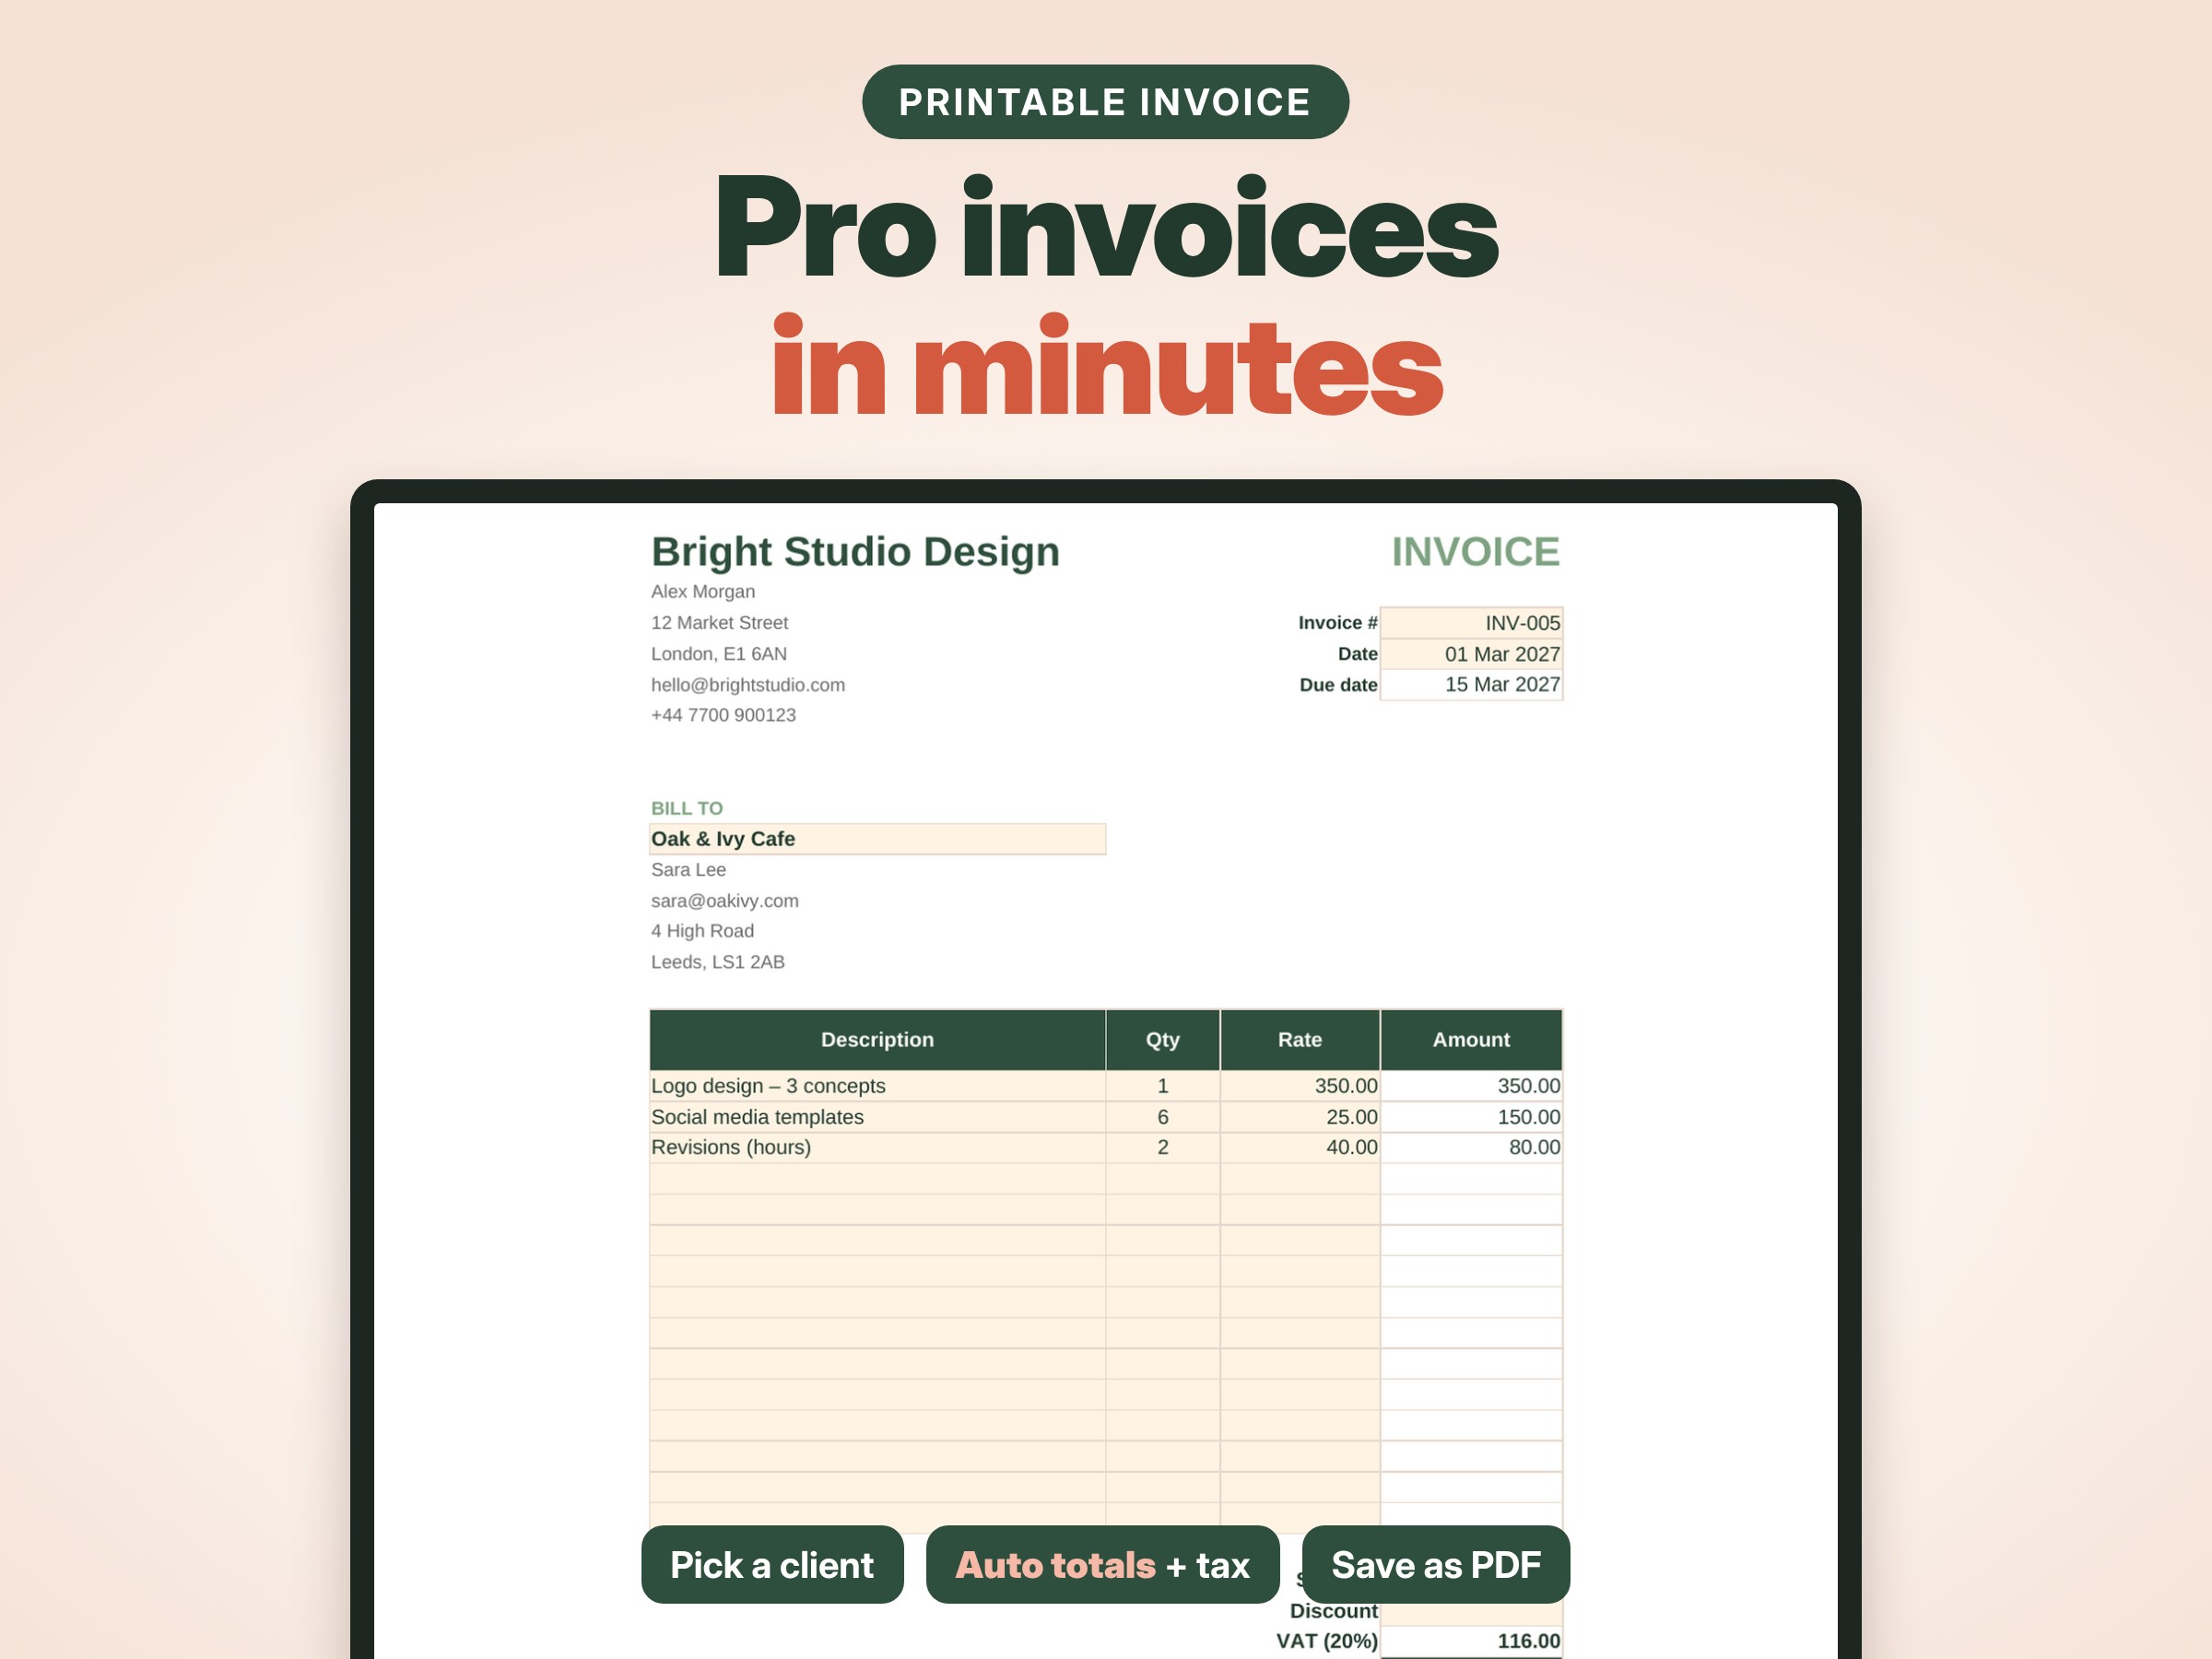 PRINTABLE INVOICE
Pro invoices
in minutes
Bright Studio Design
INVOICE
Alex Morgan
12 Market Street
Invoice # INV-005
London, E1 6AN
Date 01 Mar 2027
hello@brightstudio.com
Due date 15 Mar 2027
+44 7700 900123
BILL TO
Oak & Ivy Cafe
Sara Lee
sara@oakivy.com
4 High Road
Leeds, LS1 2AB
Description Qty Rate Amount
Logo design – 3 concepts 1 350.00 350.00
Social media templates 6 25.00 150.00
Revisions (hours) 2 40.00 80.00
Pick a client
Auto totals + tax
Save as PDF
Discount
VAT (20%) 116.00